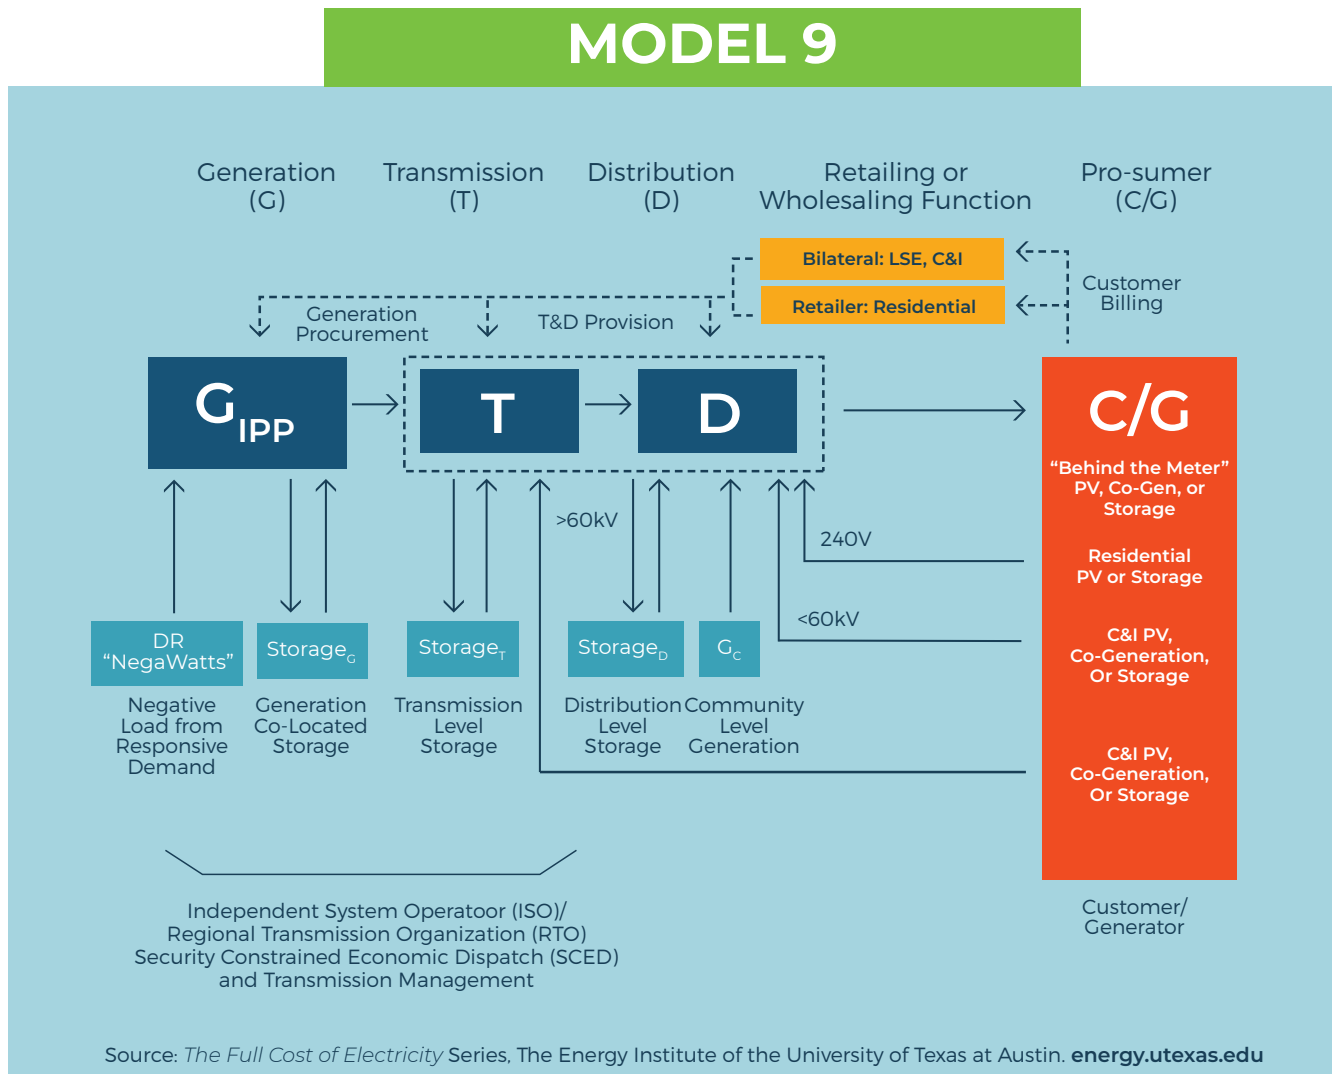 MODEL 9
Generation
(G)
Transmission
(T)
Distribution
(D)
Retailing or
Wholesaling Function
Pro-sumer
(C/G)
Bilateral: LSE, C&I
Retailer: Residential
Customer
Billing
Generation
Procurement
T&D Provision
G IPP
T
D
C/G
“Behind the Meter”
PV, Co-Gen, or
Storage
>60kV
240V
Residential
PV or Storage
<60kV
C&I PV,
Co-Generation,
Or Storage
DR
“NegaWatts”
Storage G
Storage T
Storage D
G C
Negative
Load from
Responsive
Demand
Generation
Co-Located
Storage
Transmission
Level
Storage
Distribution
Level
Storage
Community
Level
Generation
C&I PV,
Co-Generation,
Or Storage
Customer/
Generator
Independent System Operatoor (ISO)/
Regional Transmission Organization (RTO)
Security Constrained Economic Dispatch (SCED)
and Transmission Management
Source: The Full Cost of Electricity Series, The Energy Institute of the University of Texas at Austin. energy.utexas.edu